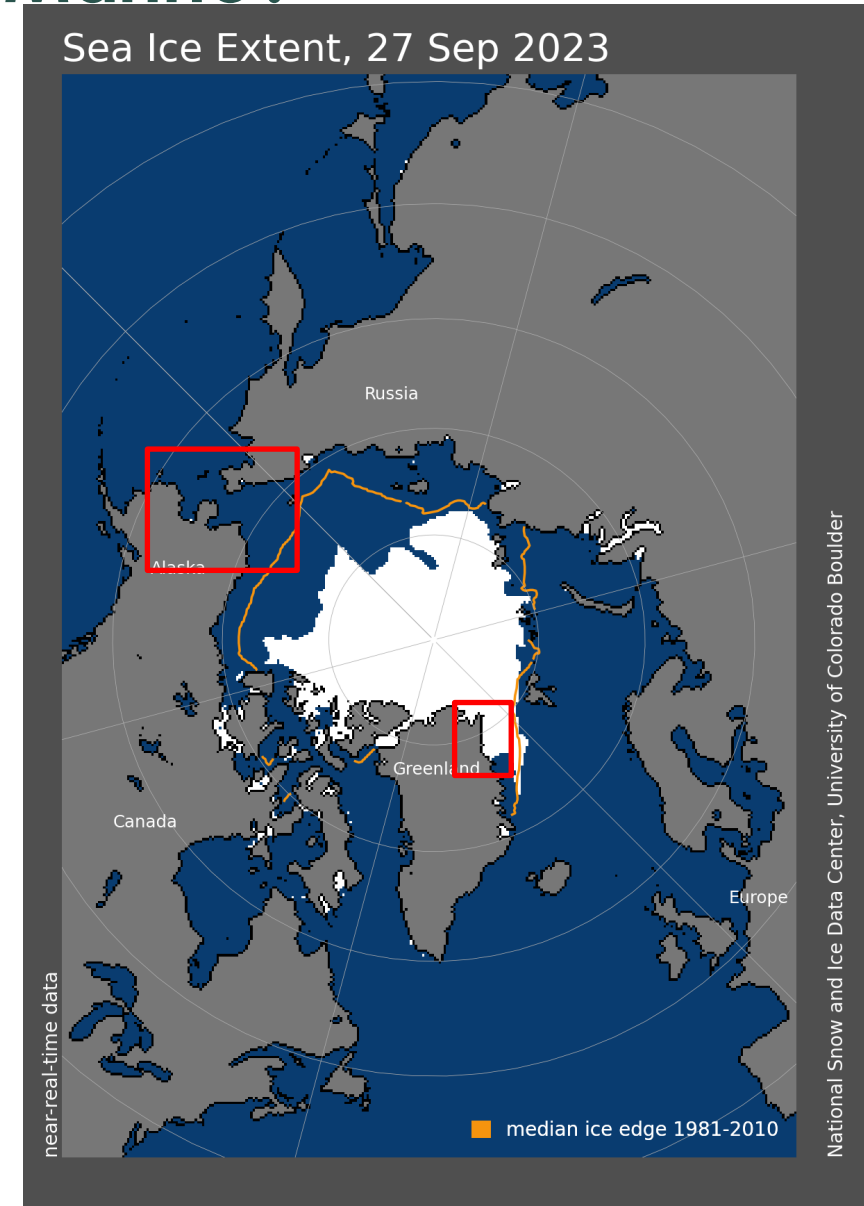 Sea Ice Extent, 27 Sep 2023
Russia
Alaska
Greenland
Canada
Europe
near-real-time data
median ice edge 1981-2010
National Snow and Ice Data Center, University of Colorado Boulder